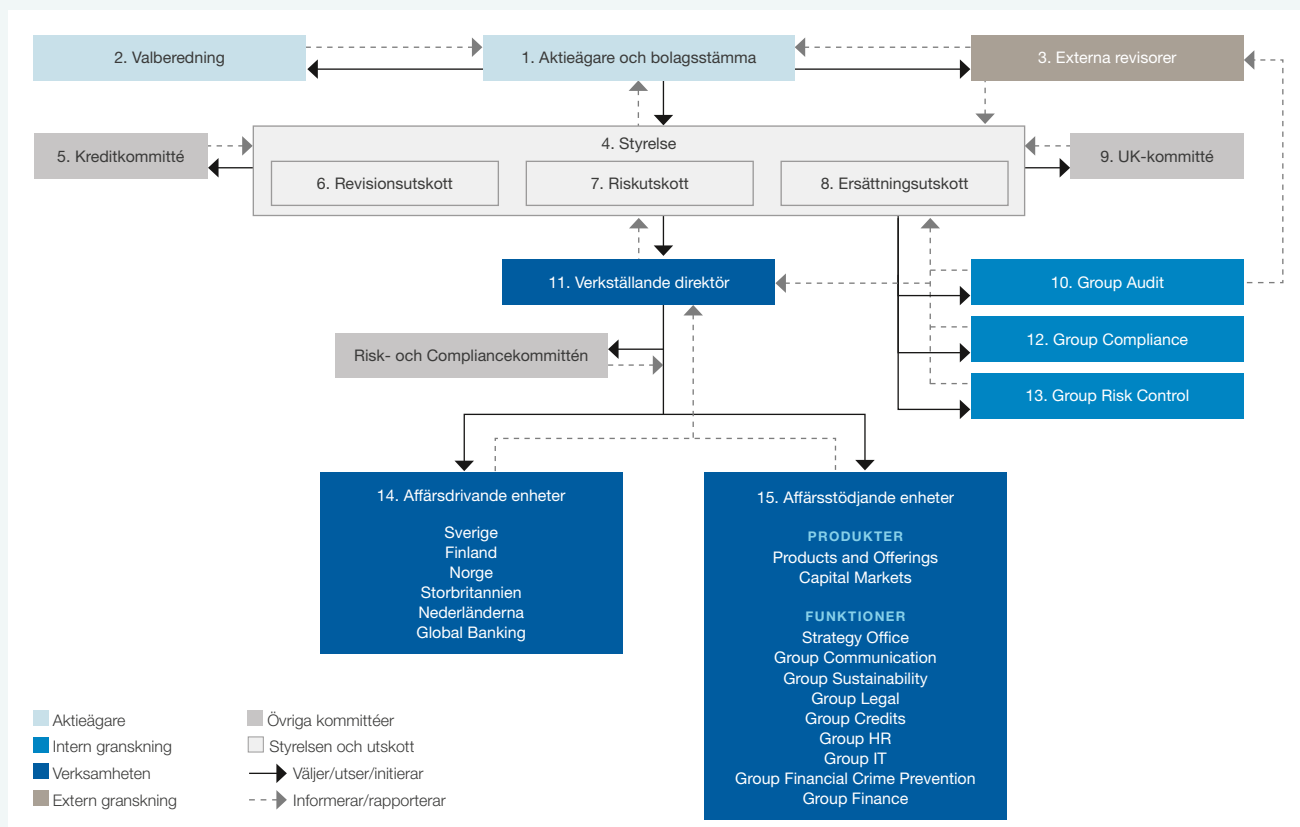 2. Valberedning
1. Aktieägare och bolagsstämma
3. Externa revisorer
4. Styrelse
5. Kreditkommitté
9. UK-kommitté
6. Revisionsutskott
7. Riskutskott
8. Ersättningsutskott
11. Verkställande direktör
10. Group Audit
12. Group Compliance
Risk- och Compliancekommittén
13. Group Risk Control
14. Affärsdrivande enheter
Sverige
Finland
Norge
Storbritannien
Nederländerna
Global Banking
15. Affärsstödjande enheter
PRODUKTER
Products and Offerings
Capital Markets
FUNKTIONER
Strategy Office
Group Communication
Group Sustainability
Group Legal
Group Credits
Group HR
Group IT
Group Financial Crime Prevention
Group Finance
Aktieägare
Intern granskning
Verksamheten
Extern granskning
Övriga kommittéer
Styrelsen och utskott
Väljer/utser/initierar
Informerar/rapporterar